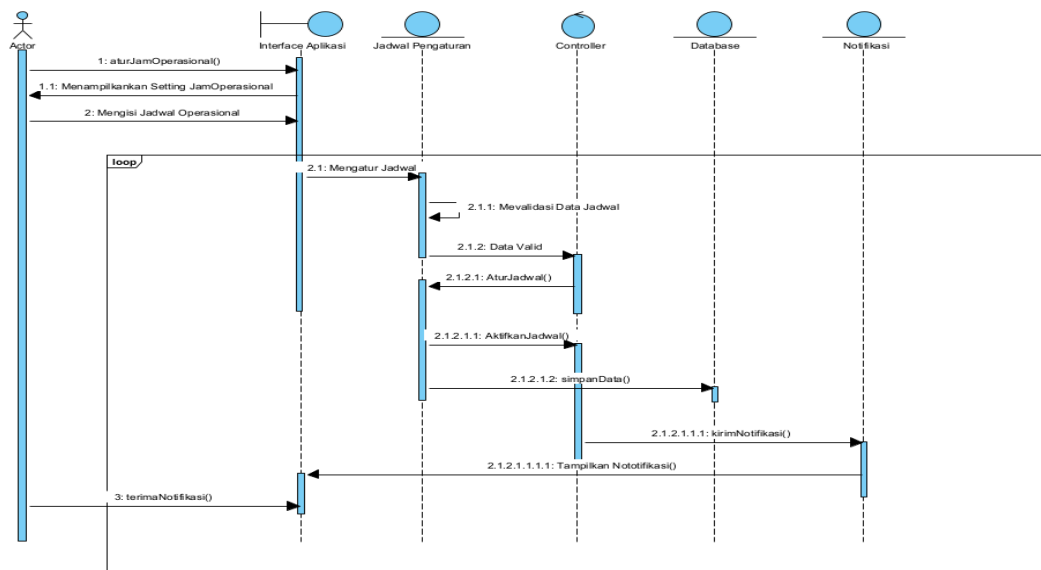 Actor
Interface Aplikasi
Jadwal Pengaturan
Controller
Database
Notifikasi
1: aturJamOperasional()
1.1: Menampilkankan Setting JamOperasional
2: Mengisi Jadwal Operasional
loop
2.1: Mengatur Jadwal
2.1.1: Mevalidasi Data Jadwal
2.1.2: Data Valid
2.1.2.1: AturJadwal()
2.1.2.1.1: AktifkanJadwal()
2.1.2.1.2: simpanData()
2.1.2.1.1.1: kirimNotifikasi()
2.1.2.1.1.1.1: Tampilkan Nototifikasi()
3: terimaNotifikasi()